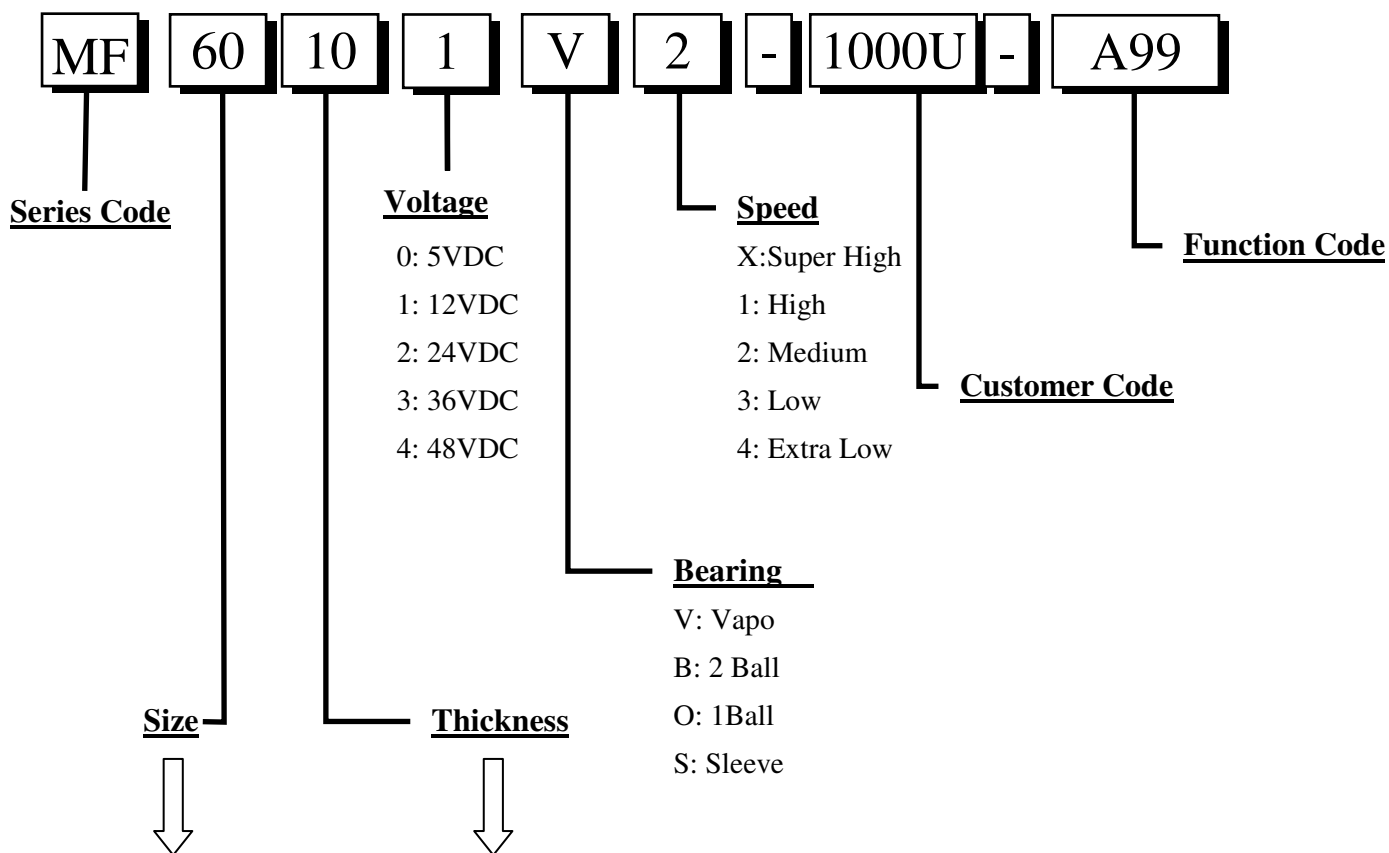 MF 60 10 1 V 2 - 1000U - A99
Series Code
Voltage
0: 5VDC
1: 12VDC
2: 24VDC
3: 36VDC
4: 48VDC
Speed
X:Super High
1: High
2: Medium
3: Low
4: Extra Low
Function Code
Customer Code
Bearing
V: Vapo
B: 2 Ball
O: 1Ball
S: Sleeve
Size
Thickness